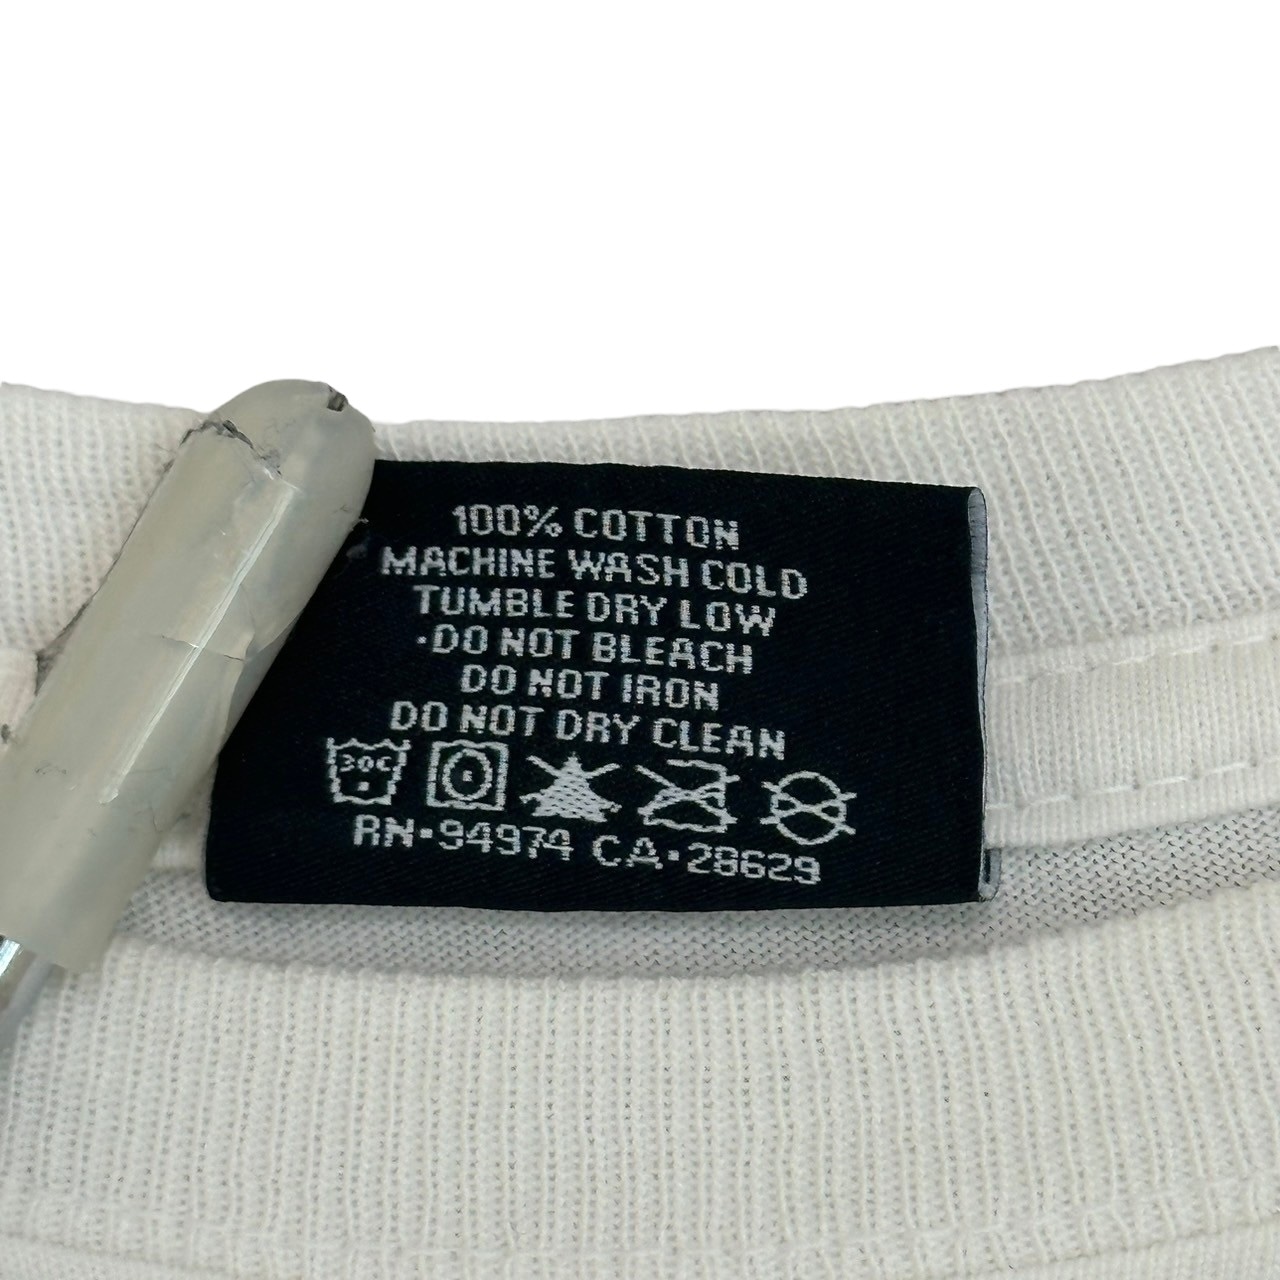 100% COTTON
MACHINE WASH COLD
TUMBLE DRY LOW
·DO NOT BLEACH
DO NOT IRON
DO NOT DRY CLEAN
30C
RN·94974 CA·28629